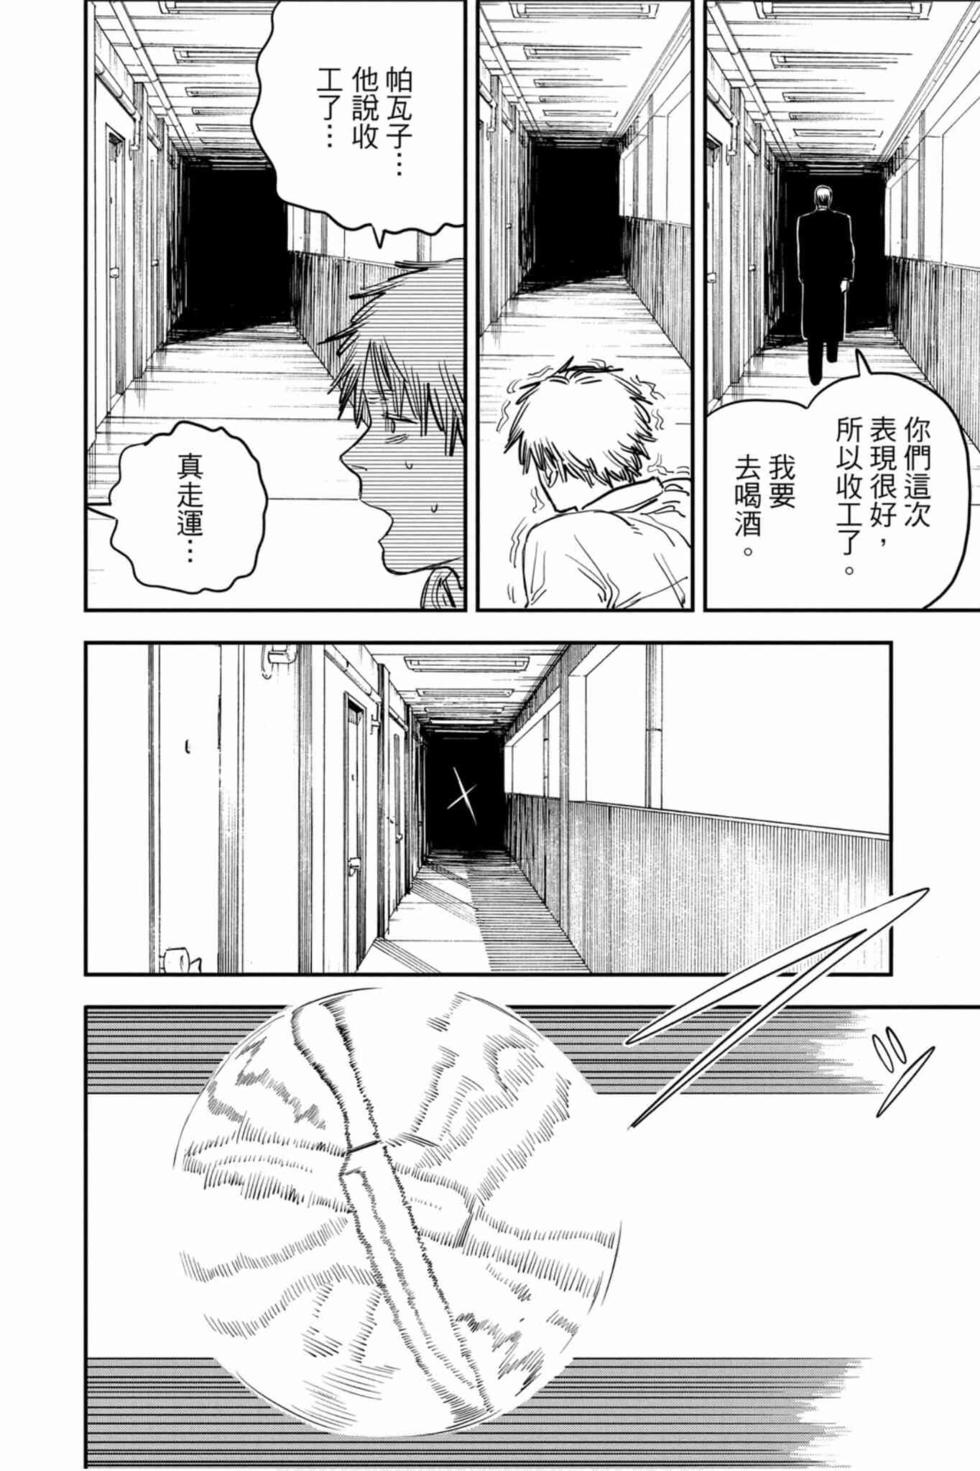 你們這次
表現很好，
所以收工了。
我要
去喝酒。
帕瓦子…
他說收
工了…
真走運…